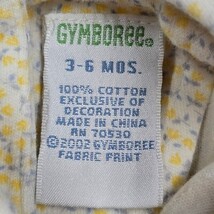 GYMBOREE®
3-6 MOS.
100% COTTON
EXCLUSIVE OF
DECORATION
MADE IN CHINA
RN 70530
©2002 GYMBOREE
FABRIC PRINT